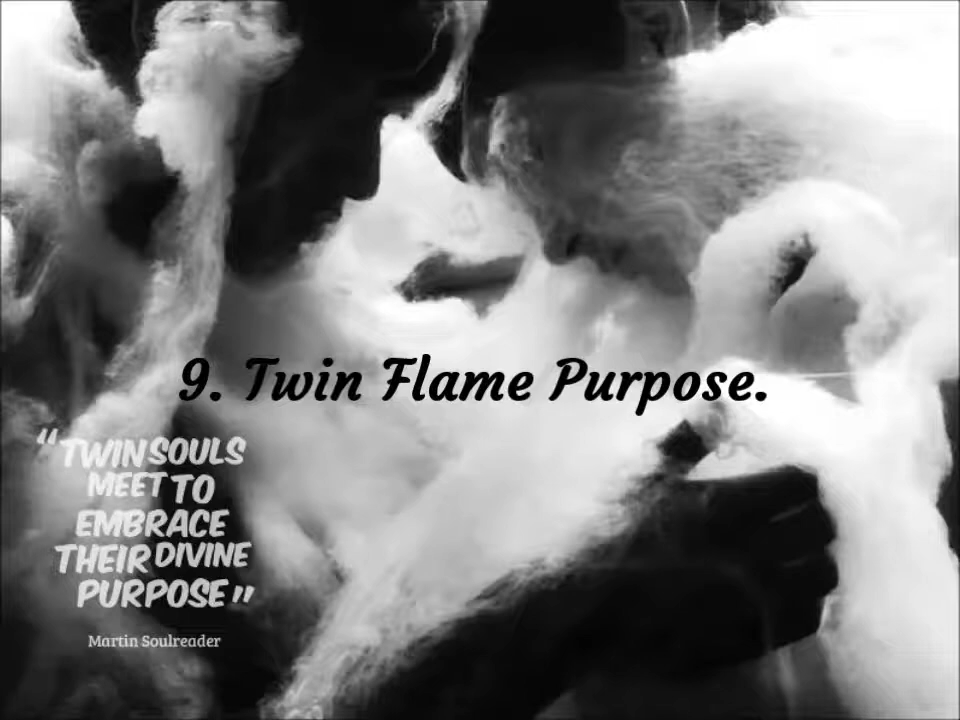 9. Twin Flame Purpose.
“TWIN SOULS
MEET TO
EMBRACE
THEIR DIVINE
PURPOSE”
Martin Soulreader